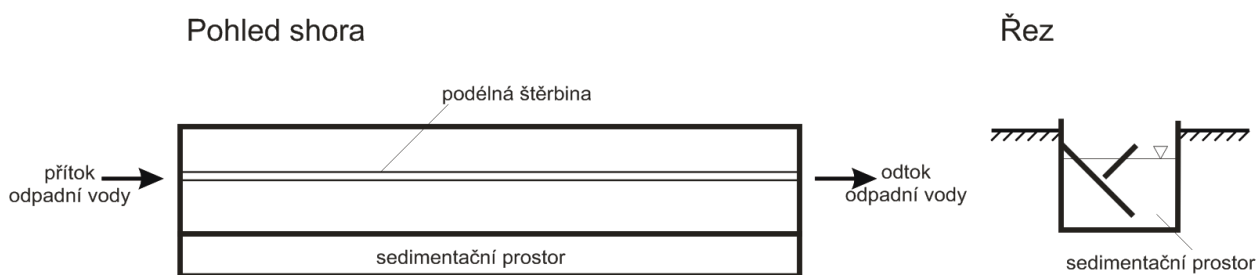 Pohled shora
Řez
podélná štěrbina
přítok
odpadní vody
odtok
odpadní vody
sedimentační prostor
sedimentační prostor